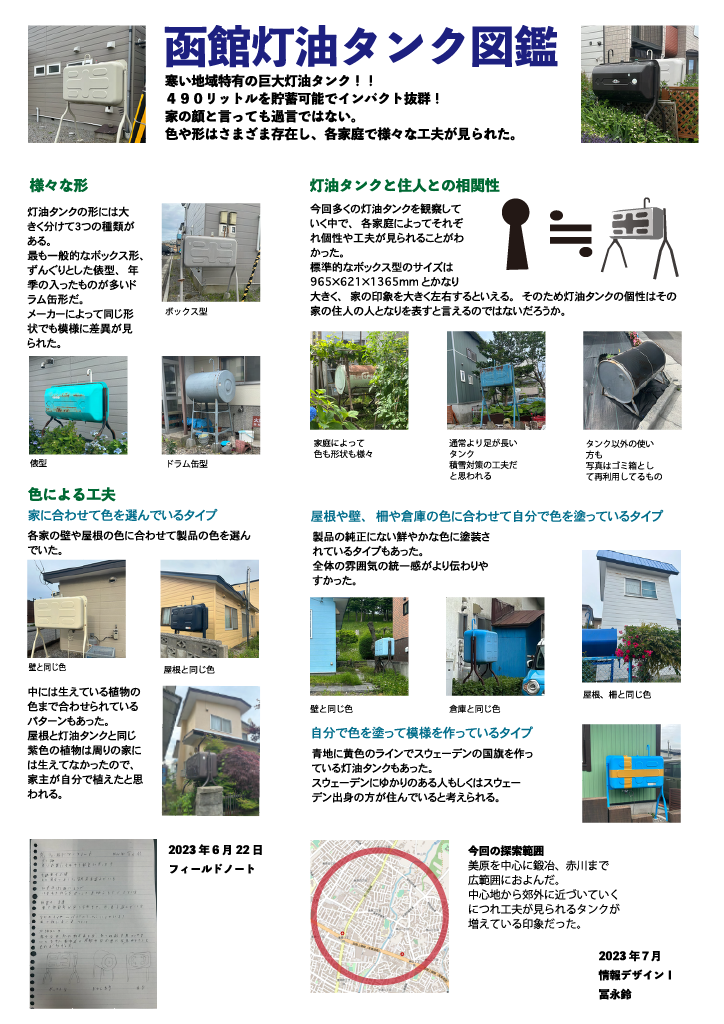 函館灯油タンク図鑑
寒い地域特有の巨大灯油タンク！！
４９０リットルを貯蓄可能でインパクト抜群！
家の顔と言っても過言ではない。
色や形はさまざま存在し、各家庭で様々な工夫が見られた。
様々な形
灯油タンクの形には大
きく分けて3つの種類が
ある。
最も一般的なボックス形、
ずんぐりとした俵型、年
季の入ったものが多いド
ラム缶形だ。
メーカーによって同じ形
状でも模様に差異が見
られた。
ボックス型
俵型
ドラム缶型
灯油タンクと住人との相関性
今回多くの灯油タンクを観察して
いく中で、各家庭によってそれぞ
れ個性や工夫が見られることがわ
かった。
標準的なボックス型のサイズは
965×621×1365mmとかなり
大きく、家の印象を大きく左右するといえる。そのため灯油タンクの個性はその
家の住人の人となりを表すと言えるのではないだろうか。
≒
家庭によって
色も形状も様々
通常より足が長い
タンク
積雪対策の工夫だ
と思われる
タンク以外の使い
方も
写真はゴミ箱とし
て再利用してるもの
色による工夫
家に合わせて色を選んでいるタイプ
各家の壁や屋根の色に合わせて製品の色を選ん
でいた。
壁と同じ色
屋根と同じ色
中には生えている植物の
色まで合わせられている
パターンもあった。
屋根と灯油タンクと同じ
紫色の植物は周りの家に
は生えてなかったので、
家主が自分で植えたと思
われる。
屋根や壁、柵や倉庫の色に合わせて自分で色を塗っているタイプ
製品の純正にない鮮やかな色に塗装さ
れているタイプもあった。
全体の雰囲気の統一感がより伝わりや
すかった。
壁と同じ色
倉庫と同じ色
屋根、柵と同じ色
自分で色を塗って模様を作っているタイプ
青地に黄色のラインでスウェーデンの国旗を作っ
ている灯油タンクもあった。
スウェーデンにゆかりのある人もしくはスウェー
デン出身の方が住んでいると考えられる。
2023年6月22日
フィールドノート
今回の探索範囲
美原を中心に鍛冶、赤川まで
広範囲におよんだ。
中心地から郊外に近づいていく
につれ工夫が見られるタンクが
増えている印象だった。
2023年7月
情報デザインⅠ
冨永鈴